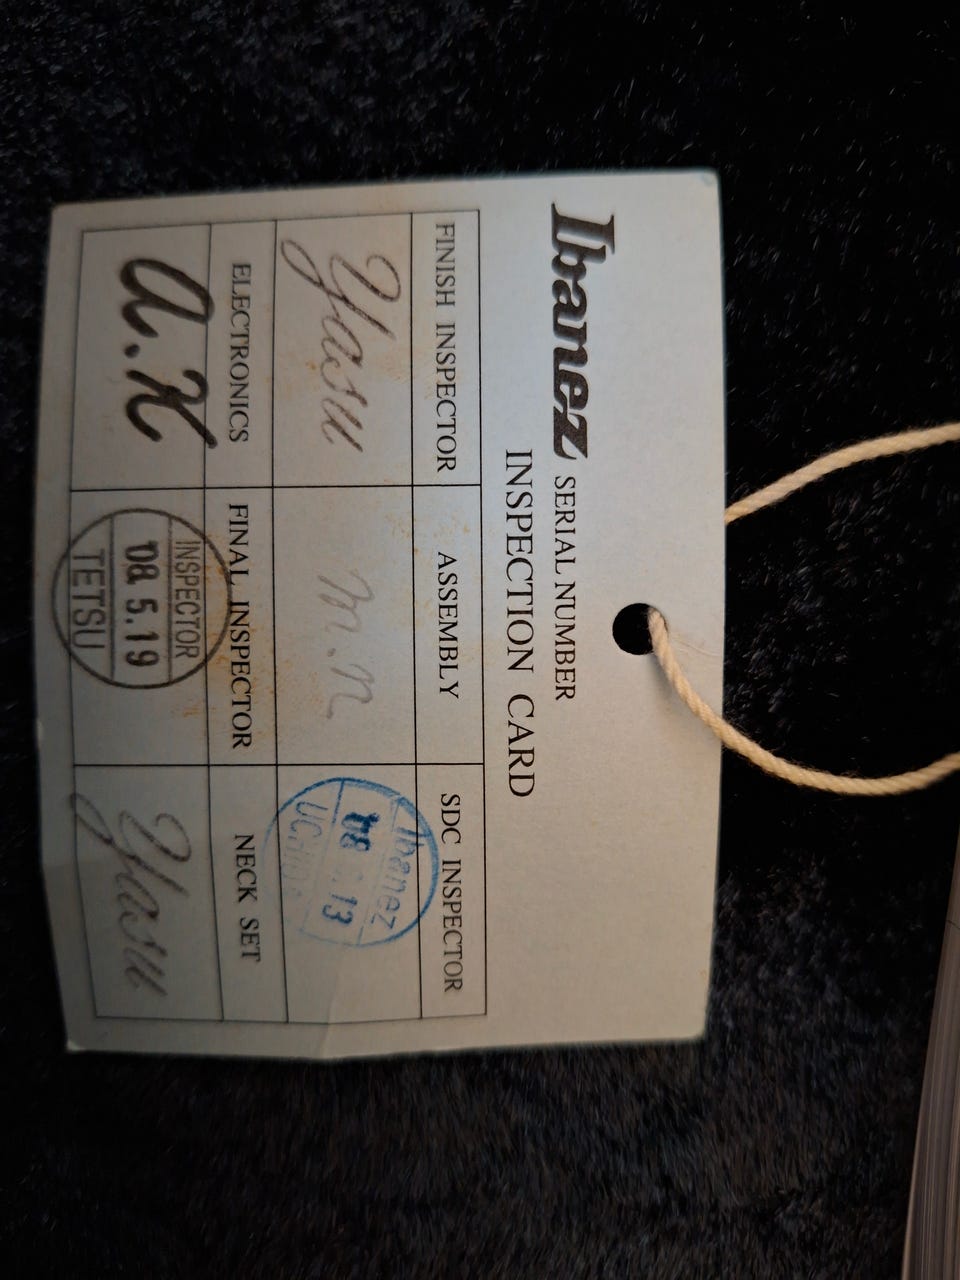 Ibanez SERIAL NUMBER
INSPECTION CARD
FINISH INSPECTOR ASSEMBLY SDC INSPECTOR
Yasu m.n Ibanez
'08 13
ELECTRONICS FINAL INSPECTOR NECK SET
a.K INSPECTOR Yasu
'08 5.19
TETSU